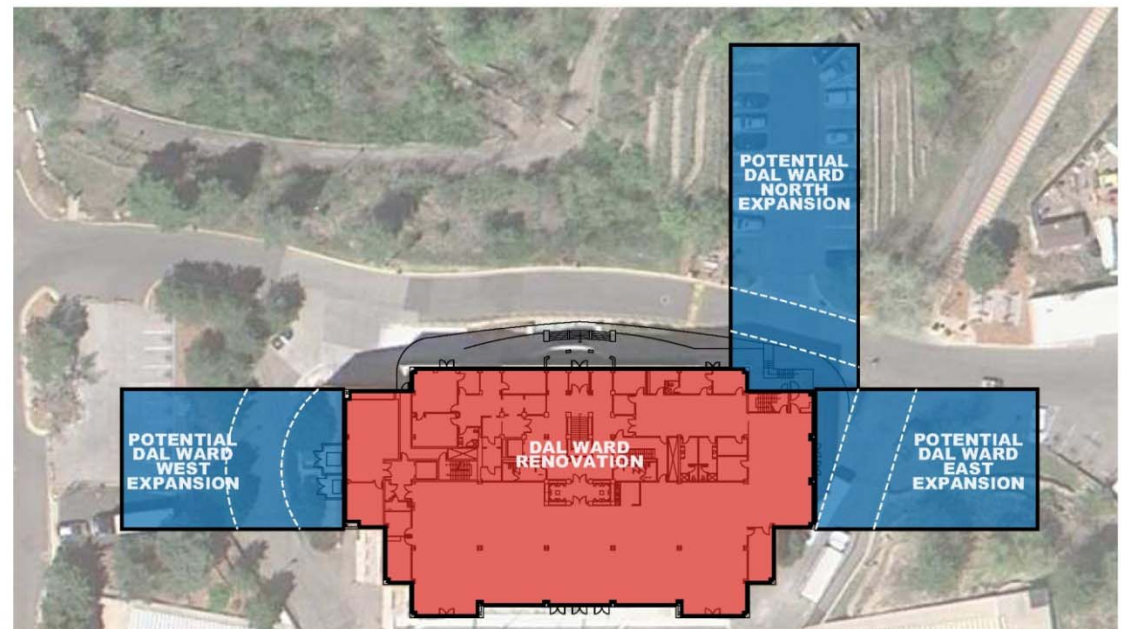 POTENTIAL
DAL WARD
NORTH
EXPANSION
POTENTIAL
DAL WARD
WEST
EXPANSION
DAL WARD
RENOVATION
POTENTIAL
DAL WARD
EAST
EXPANSION